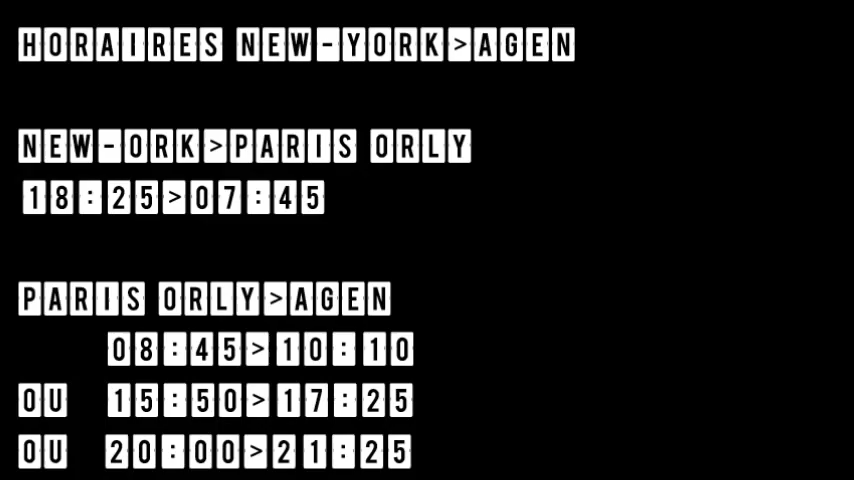 HORAIRES NEW-YORK>AGEN
NEW-ORK>PARIS ORLY
18:25>07:45
PARIS ORLY>AGEN
08:45>10:10
OU 15:50>17:25
OU 20:00>21:25